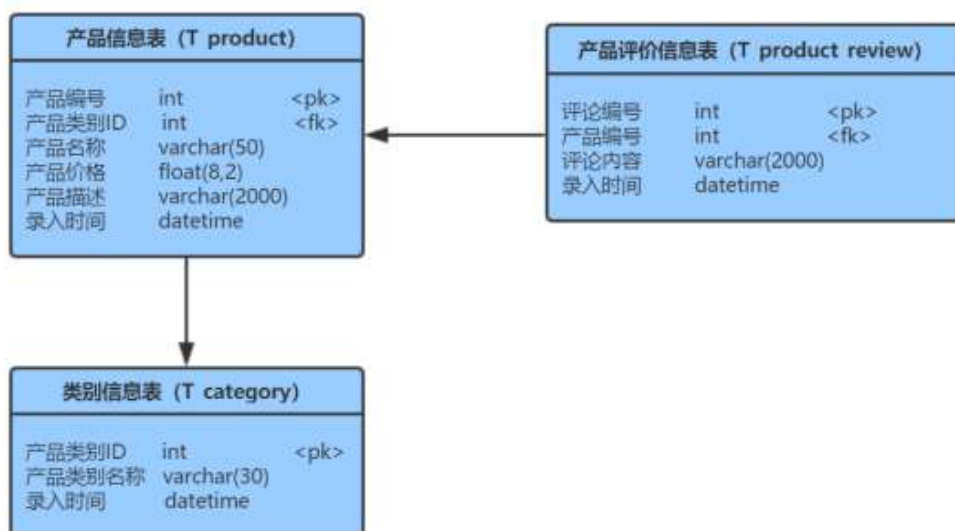 产品信息表 (T product)
产品编号 int <pk>
产品类别ID int <fk>
产品名称 varchar(50)
产品价格 float(8,2)
产品描述 varchar(2000)
录入时间 datetime
产品评价信息表 (T product review)
评论编号 int <pk>
产品编号 int <fk>
评论内容 varchar(2000)
录入时间 datetime
类别信息表 (T category)
产品类别ID int <pk>
产品类别名称 varchar(30)
录入时间 datetime